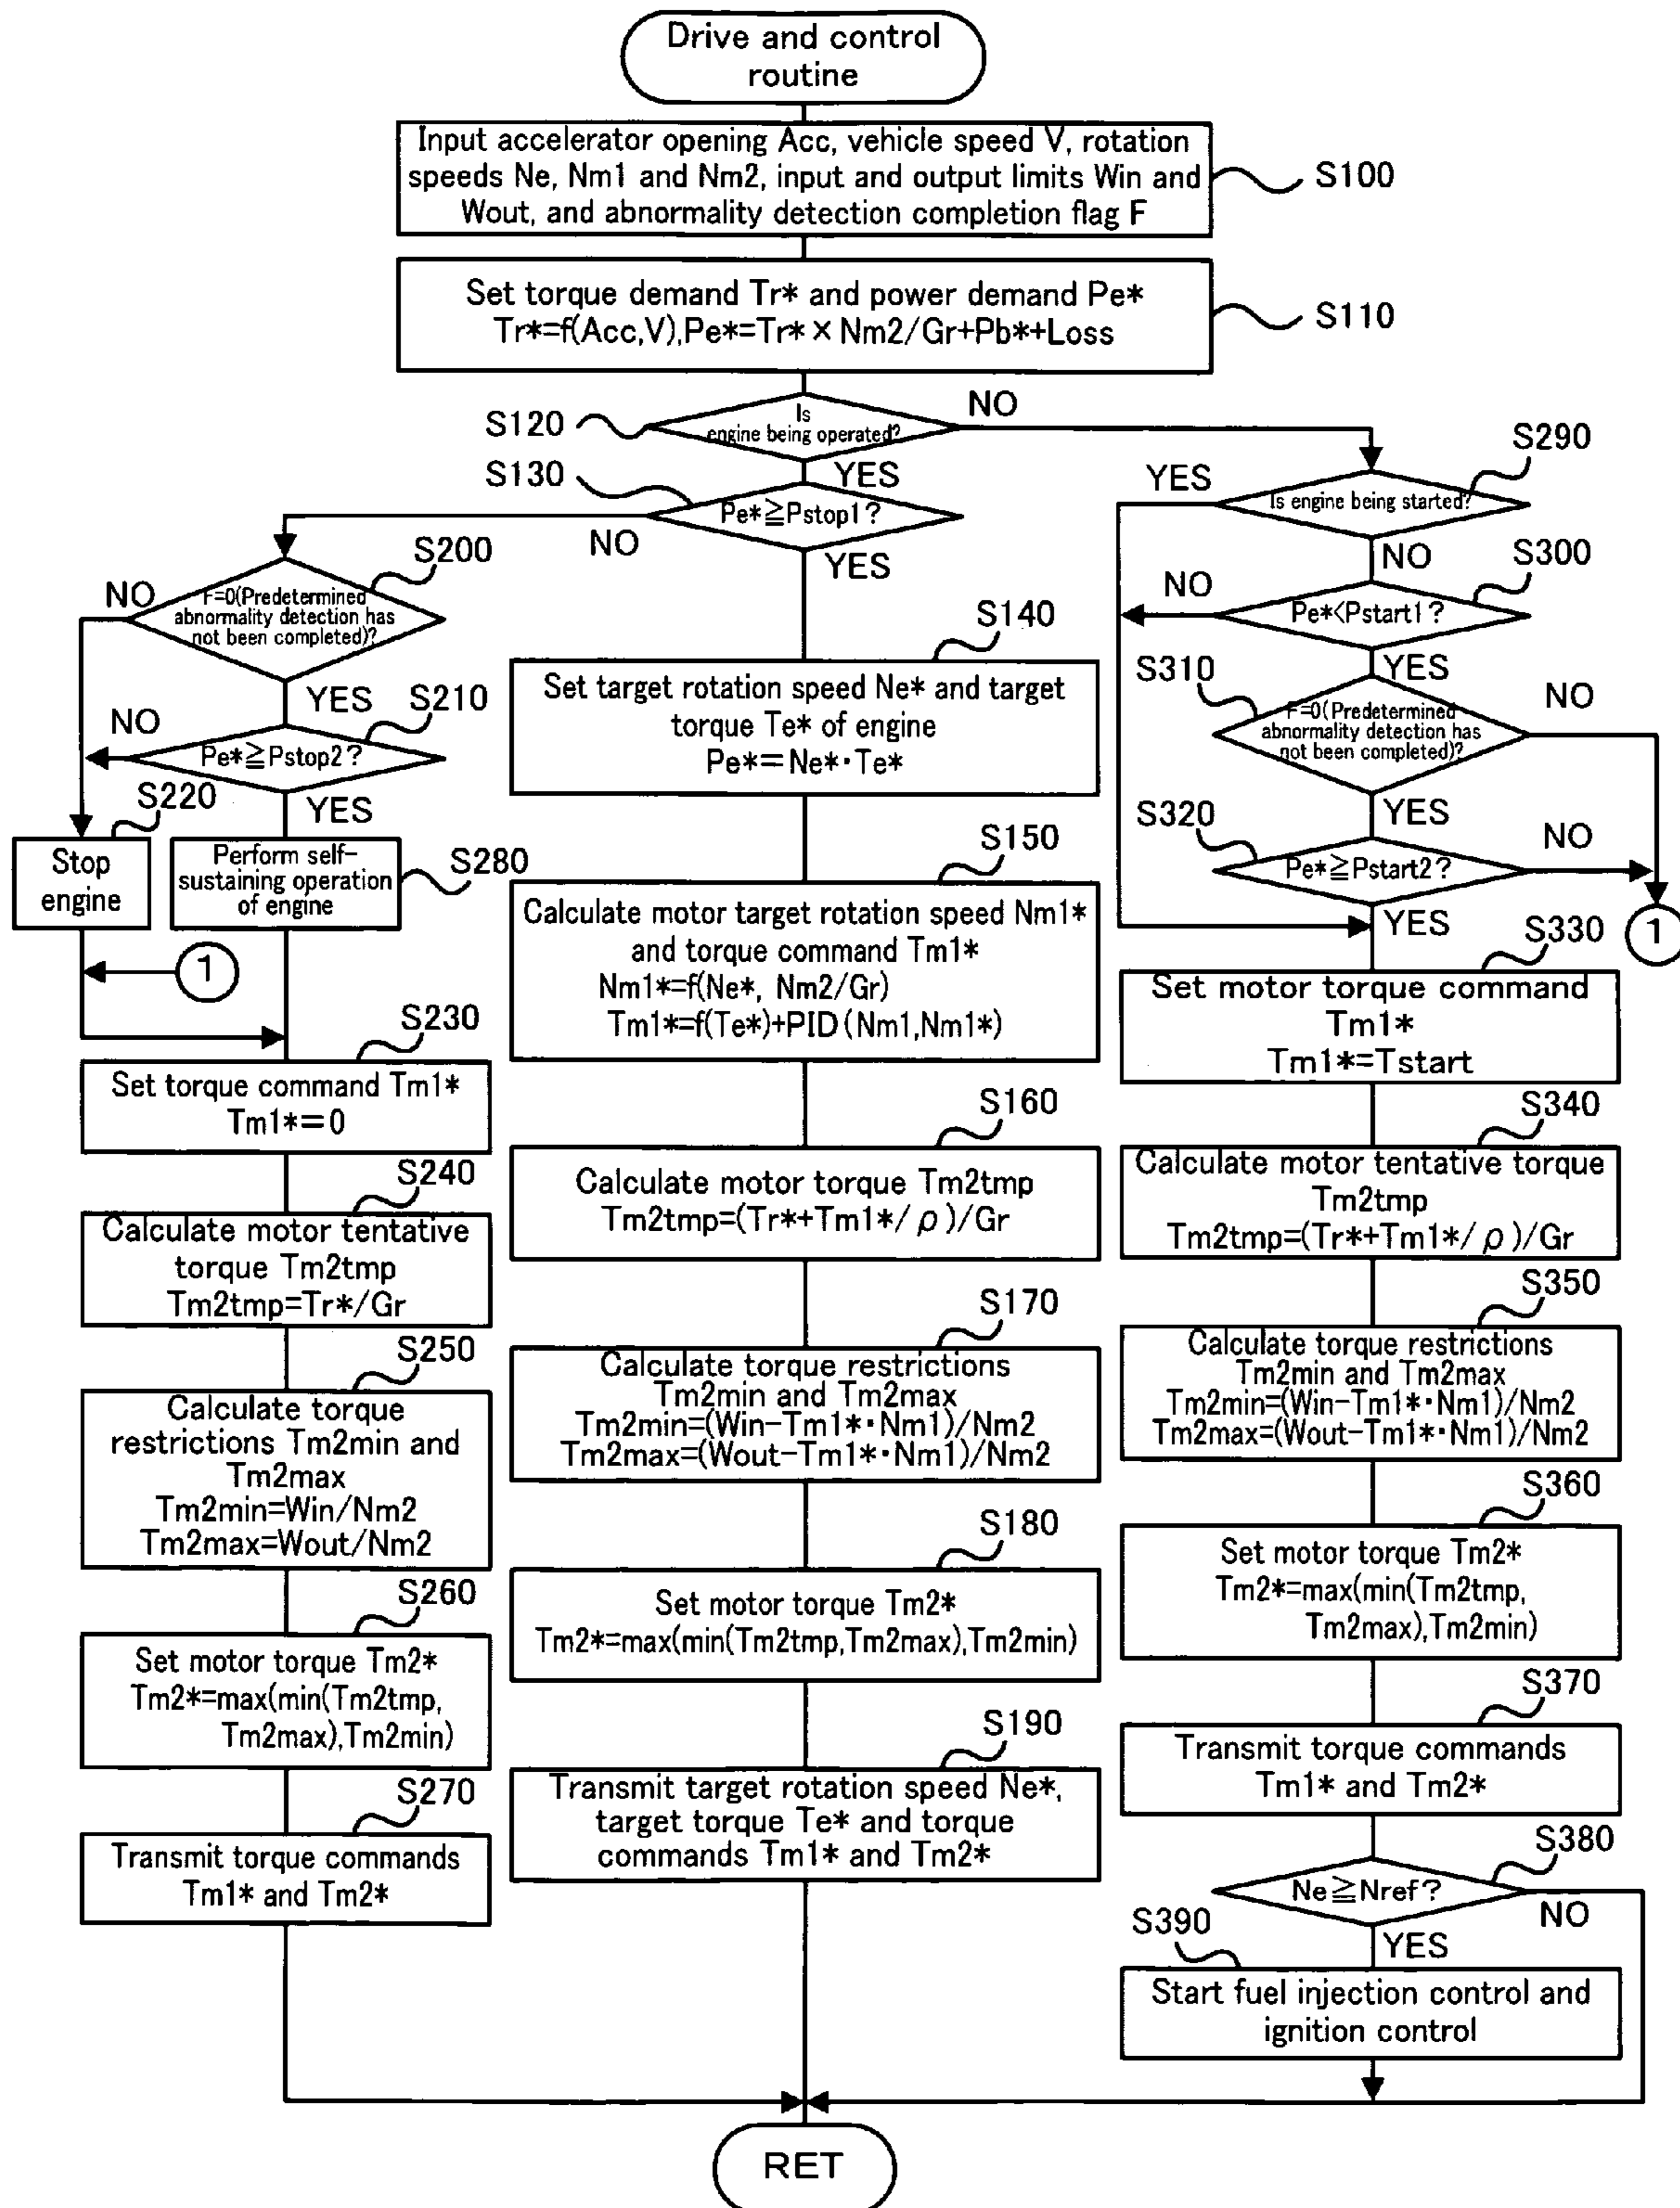 Drive and control
routine
Input accelerator opening Acc, vehicle speed V, rotation
speeds Ne, Nm1 and Nm2, input and output limits Win and
Wout, and abnormality detection completion flag F
S100
Set torque demand Tr* and power demand Pe*
Tr*=f(Acc,V),Pe*=Tr*×Nm2/Gr+Pb*+Loss
S110
S120
Is
engine being operated?
NO
YES
S130
Pe*≧Pstop1?
NO
YES
S200
F=0(Predetermined
abnormality detection has
not been completed)?
NO
YES
S210
Pe*≧Pstop2?
NO
YES
S220
Stop
engine
Perform self-
sustaining operation
of engine
S280
1
S230
Set torque command Tm1*
Tm1*=0
S240
Calculate motor tentative
torque Tm2tmp
Tm2tmp=Tr*/Gr
S250
Calculate torque
restrictions Tm2min and
Tm2max
Tm2min=Win/Nm2
Tm2max=Wout/Nm2
S260
Set motor torque Tm2*
Tm2*=max(min(Tm2tmp,
Tm2max),Tm2min)
S270
Transmit torque commands
Tm1* and Tm2*
S140
Set target rotation speed Ne* and target
torque Te* of engine
Pe*=Ne*·Te*
S150
Calculate motor target rotation speed Nm1*
and torque command Tm1*
Nm1*=f(Ne*, Nm2/Gr)
Tm1*=f(Te*)+PID(Nm1,Nm1*)
S160
Calculate motor torque Tm2tmp
Tm2tmp=(Tr*+Tm1*/ρ)/Gr
S170
Calculate torque restrictions
Tm2min and Tm2max
Tm2min=(Win-Tm1*·Nm1)/Nm2
Tm2max=(Wout-Tm1*·Nm1)/Nm2
S180
Set motor torque Tm2*
Tm2*=max(min(Tm2tmp,Tm2max),Tm2min)
S190
Transmit target rotation speed Ne*,
target torque Te* and torque
commands Tm1* and Tm2*
S290
Is engine being started?
YES
NO
S300
Pe*<Pstart1?
NO
YES
S310
F=0(Predetermined
abnormality detection has
not been completed)?
NO
YES
S320
Pe*≧Pstart2?
NO
YES
1
S330
Set motor torque command
Tm1*
Tm1*=Tstart
S340
Calculate motor tentative torque
Tm2tmp
Tm2tmp=(Tr*+Tm1*/ρ)/Gr
S350
Calculate torque restrictions
Tm2min and Tm2max
Tm2min=(Win-Tm1*·Nm1)/Nm2
Tm2max=(Wout-Tm1*·Nm1)/Nm2
S360
Set motor torque Tm2*
Tm2*=max(min(Tm2tmp,
Tm2max),Tm2min)
S370
Transmit torque commands
Tm1* and Tm2*
S380
Ne≧Nref?
NO
YES
S390
Start fuel injection control and
ignition control
RET